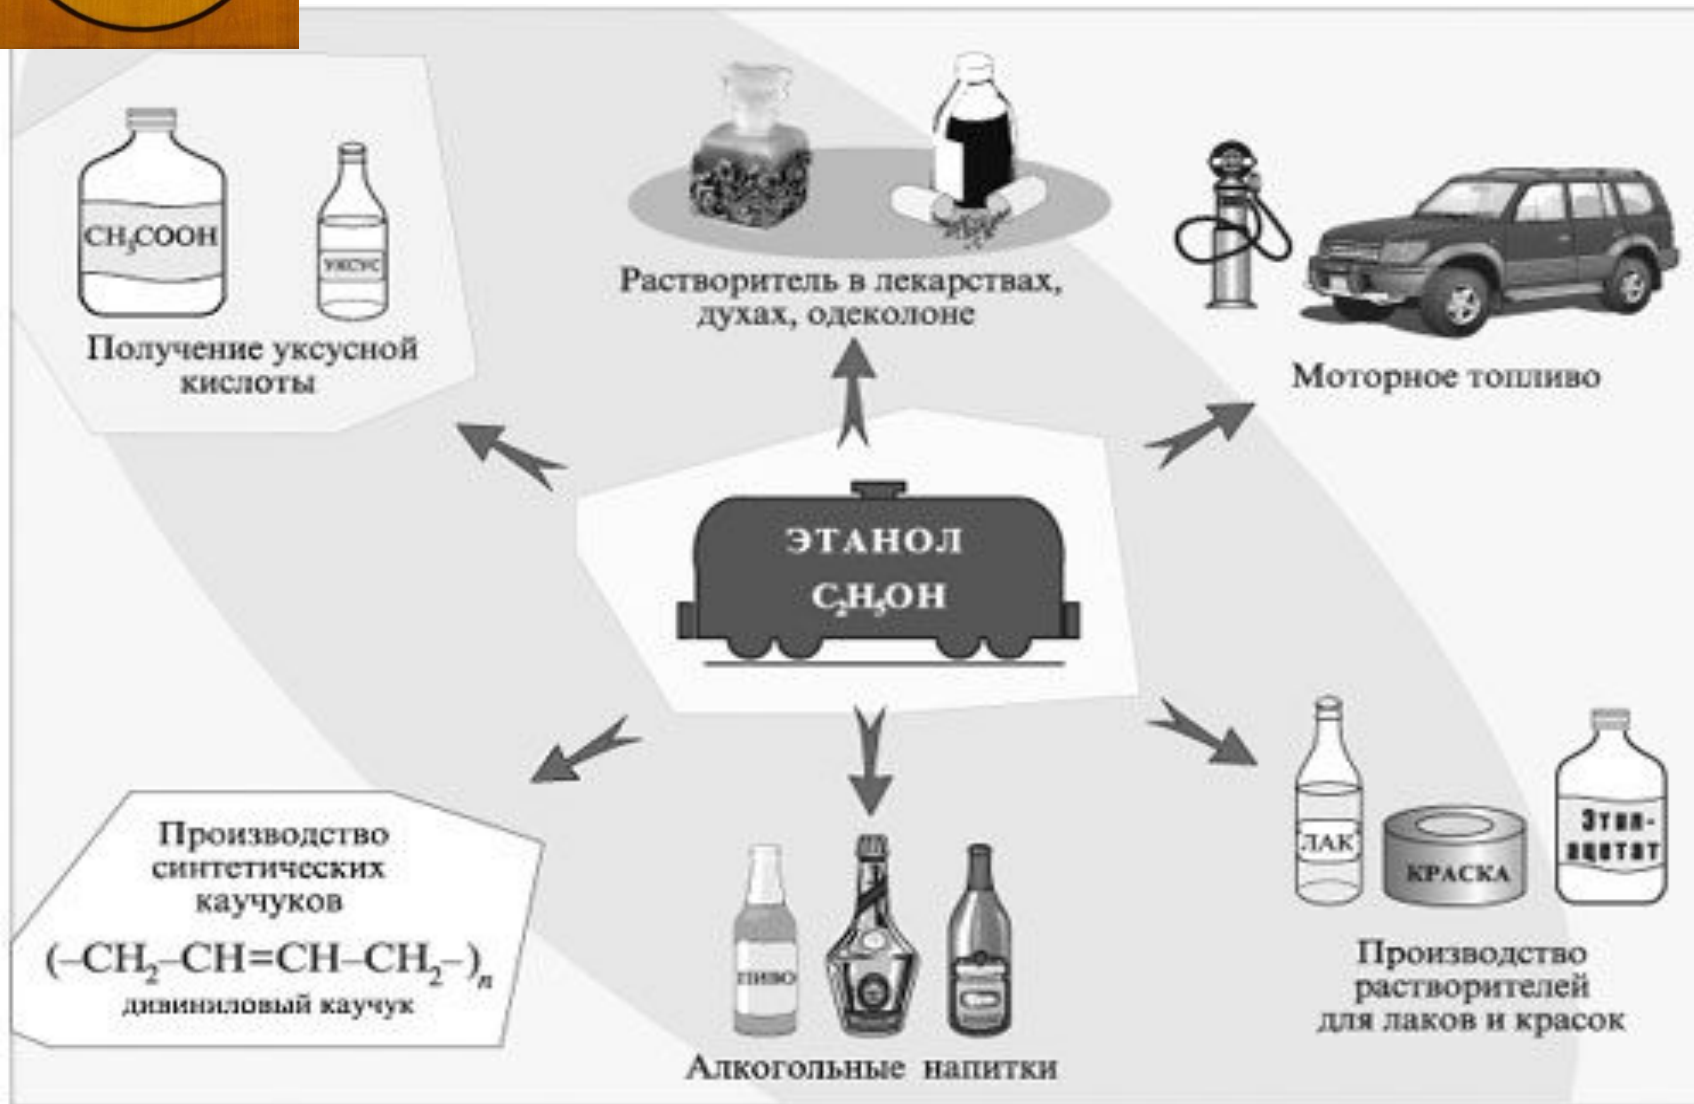 CH₃COOH
уксус
Получение уксусной
кислоты
Растворитель в лекарствах,
духах, одеколоне
Моторное топливо
ЭТАНОЛ
C₂H₅OH
Производство
синтетических
каучуков
(–CH₂–CH=CH–CH₂–)ₙ
дивиниловый каучук
ПИВО
Алкогольные напитки
ЛАК
КРАСКА
Этил-
ацетат
Производство
растворителей
для лаков и красок